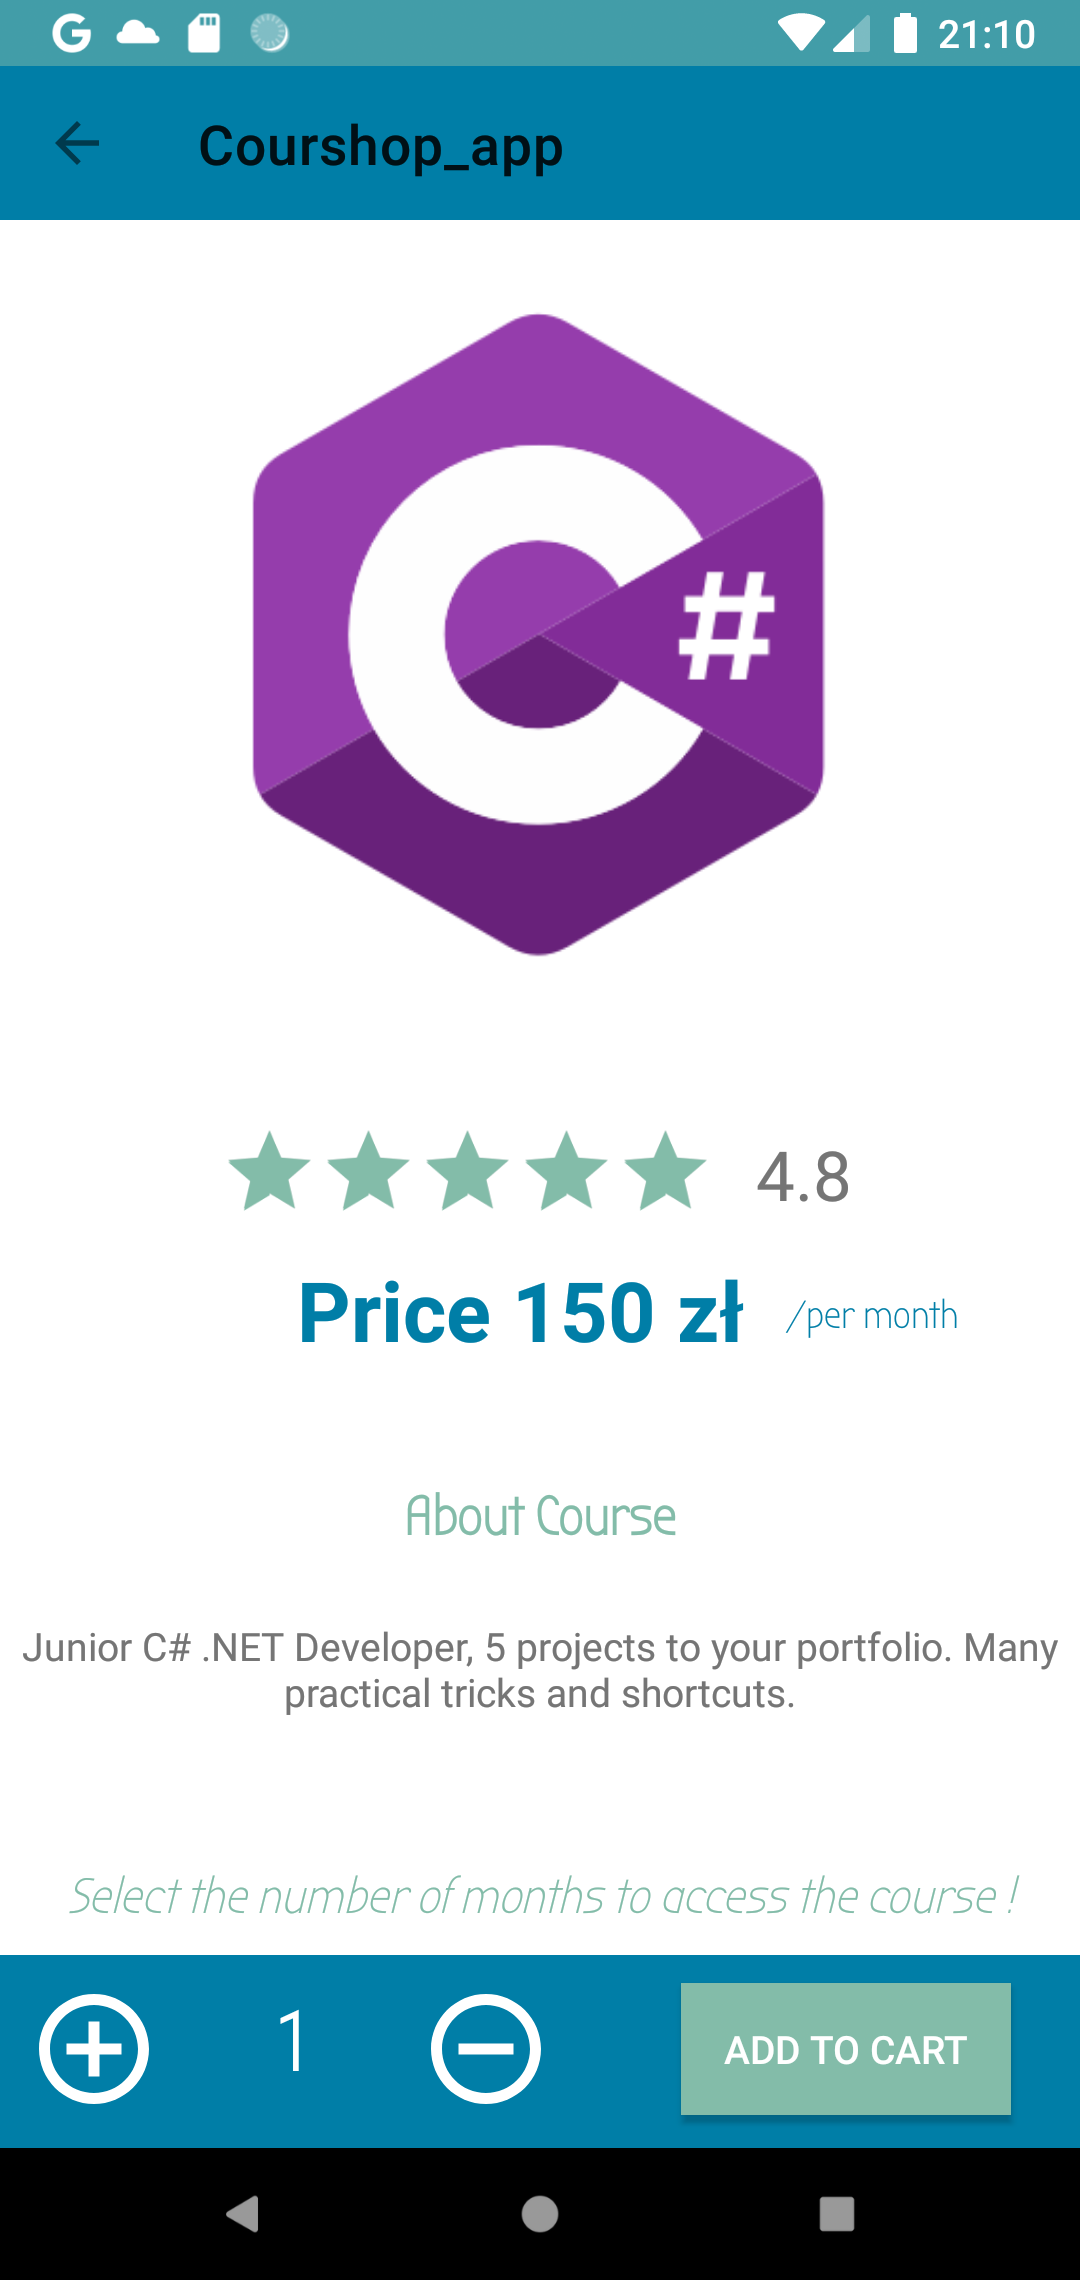 21:10
Courshop_app
C#
4.8
Price 150 zł /per month
About Course
Junior C# .NET Developer, 5 projects to your portfolio. Many
practical tricks and shortcuts.
Select the number of months to access the course !
1
ADD TO CART